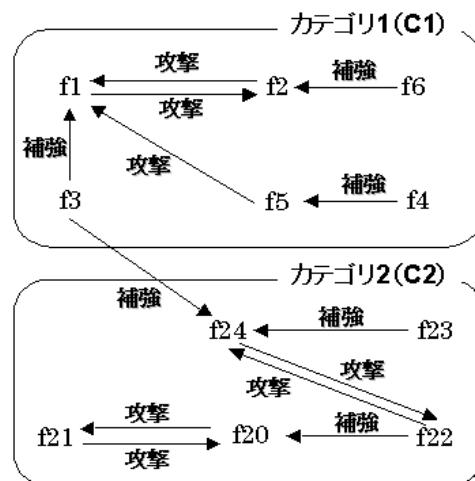 カテゴリ1(C1)
攻撃
f1 f2 補強 f6
攻撃
補強 攻撃
f3 f5 補強 f4
カテゴリ2(C2)
補強
f24 補強 f23
攻撃 攻撃
攻撃
f21 f20 補強 f22
攻撃